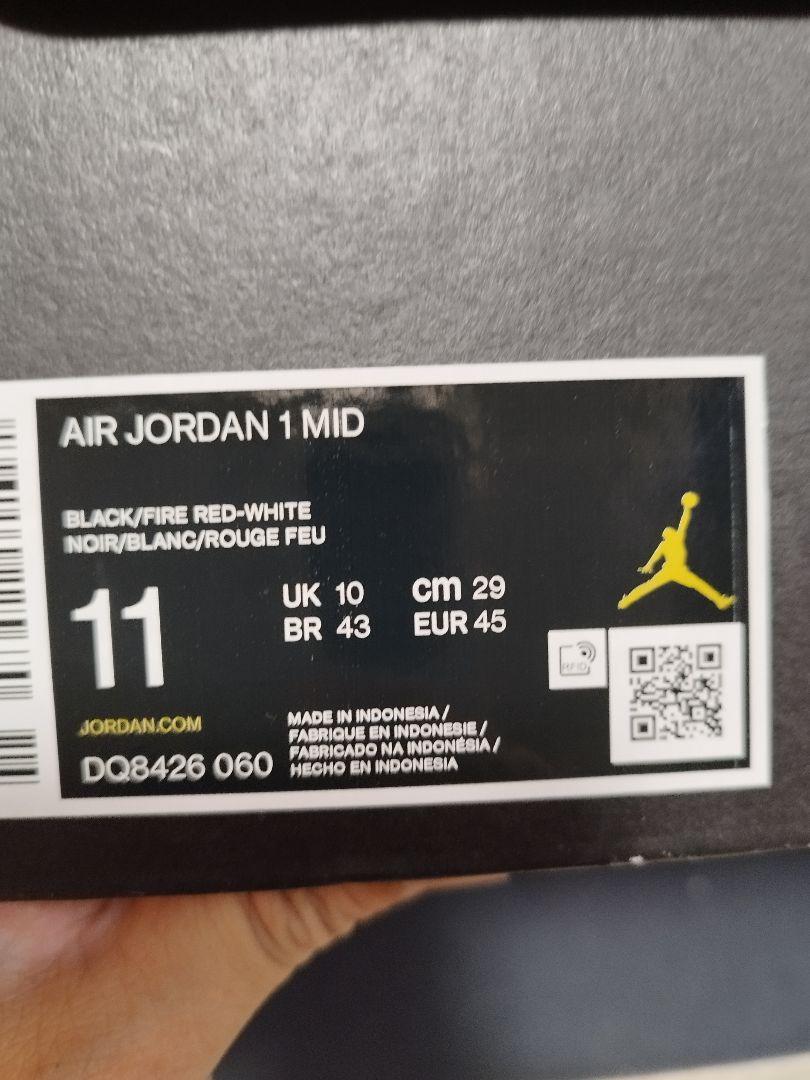 AIR JORDAN 1 MID
BLACK/FIRE RED-WHITE
NOIR/BLANC/ROUGE FEU
11
UK 10
cm 29
BR 43
EUR 45
RFID
JORDAN.COM
DQ8426 060
MADE IN INDONESIA /
FABRIQUE EN INDONESIE /
FABRICADO NA INDONÉSIA /
HECHO EN INDONESIA